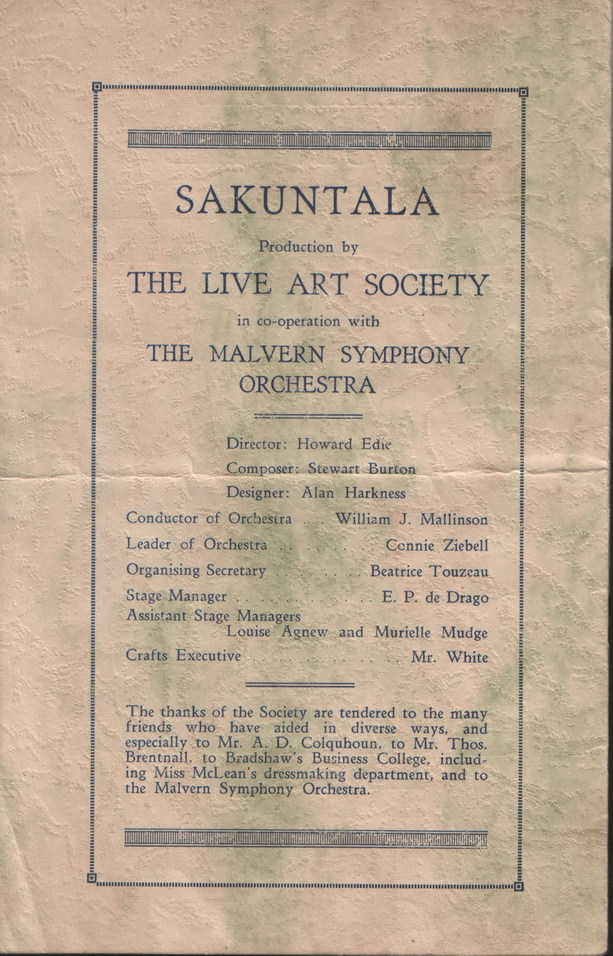 SAKUNTALA
Production by
THE LIVE ART SOCIETY
in co-operation with
THE MALVERN SYMPHONY
ORCHESTRA
Director: Howard Edie
Composer: Stewart Burton
Designer: Alan Harkness
Conductor of Orchestra . William J. Mallinson
Leader of Orchestra . . . . . . . . Connie Ziebell
Organising Secretary . . . . . . . . Beatrice Touzeau
Stage Manager . . . . . . . . . . . E. P. de Drago
Assistant Stage Managers
Louise Agnew and Murielle Mudge
Crafts Executive . . . . . . . . . . . Mr. White
The thanks of the Society are tendered to the many
friends who have aided in diverse ways, and
especially to Mr. A. D. Colquhoun, to Mr. Thos.
Brentnall, to Bradshaw's Business College, includ-
ing Miss McLean's dressmaking department, and to
the Malvern Symphony Orchestra.